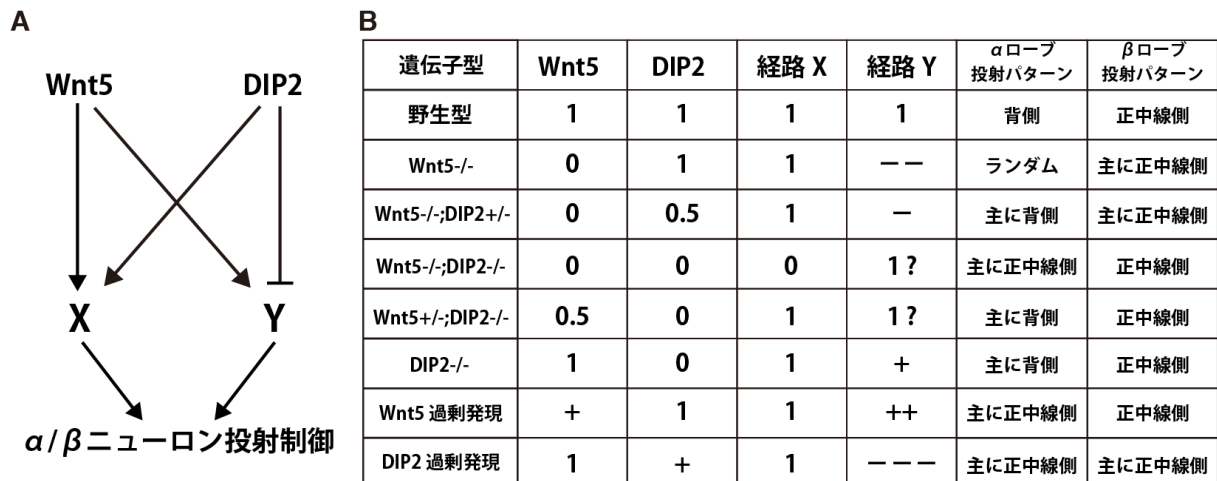 A
Wnt5 DIP2
X Y
α/βニューロン投射制御
B
遺伝子型 Wnt5 DIP2 経路 X 経路 Y αローブ 投射パターン βローブ 投射パターン
野生型 1 1 1 1 背側 正中線側
Wnt5-/- 0 1 1 −− ランダム 主に正中線側
Wnt5-/-;DIP2+/- 0 0.5 1 − 主に背側 主に正中線側
Wnt5-/-;DIP2-/- 0 0 0 1 ? 主に正中線側 正中線側
Wnt5+/-;DIP2-/- 0.5 0 1 1 ? 主に背側 正中線側
DIP2-/- 1 0 1 + 主に背側 正中線側
Wnt5 過剰発現 + 1 1 ++ 主に正中線側 正中線側
DIP2 過剰発現 1 + 1 −−− 主に正中線側 主に正中線側